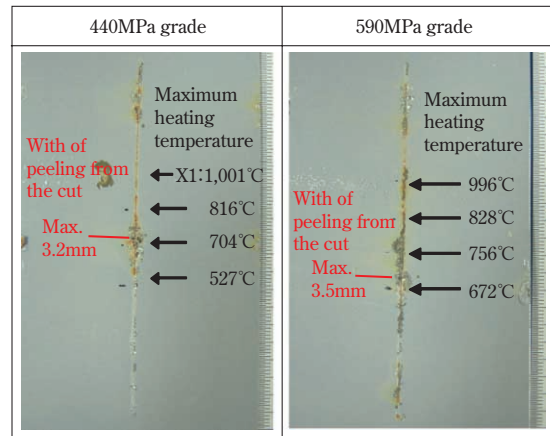 440MPa grade
Maximum
heating
temperature
With of
peeling from
the cut
X1:1,001℃
816℃
Max.
3.2mm
704℃
527℃
590MPa grade
Maximum
heating
temperature
996℃
With of
peeling from
the cut
828℃
756℃
Max.
3.5mm
672℃